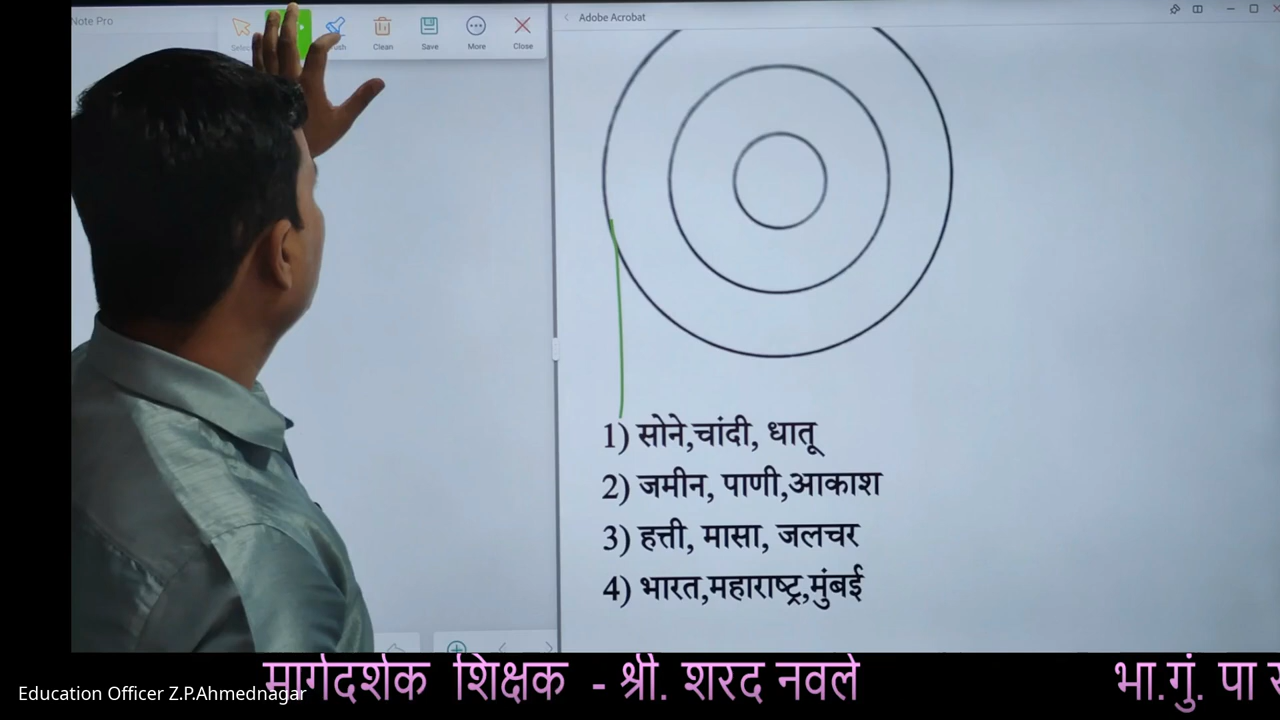 Note Pro
Clean
Save
More
Close
Adobe Acrobat
1) सोने,चांदी, धातू
2) जमीन, पाणी,आकाश
3) हत्ती, मासा, जलचर
4) भारत,महाराष्ट्र,मुंबई
मार्गदर्शक शिक्षक - श्री. शरद नवले
भा.गुं. पा
Education Officer Z.P.Ahmednagar